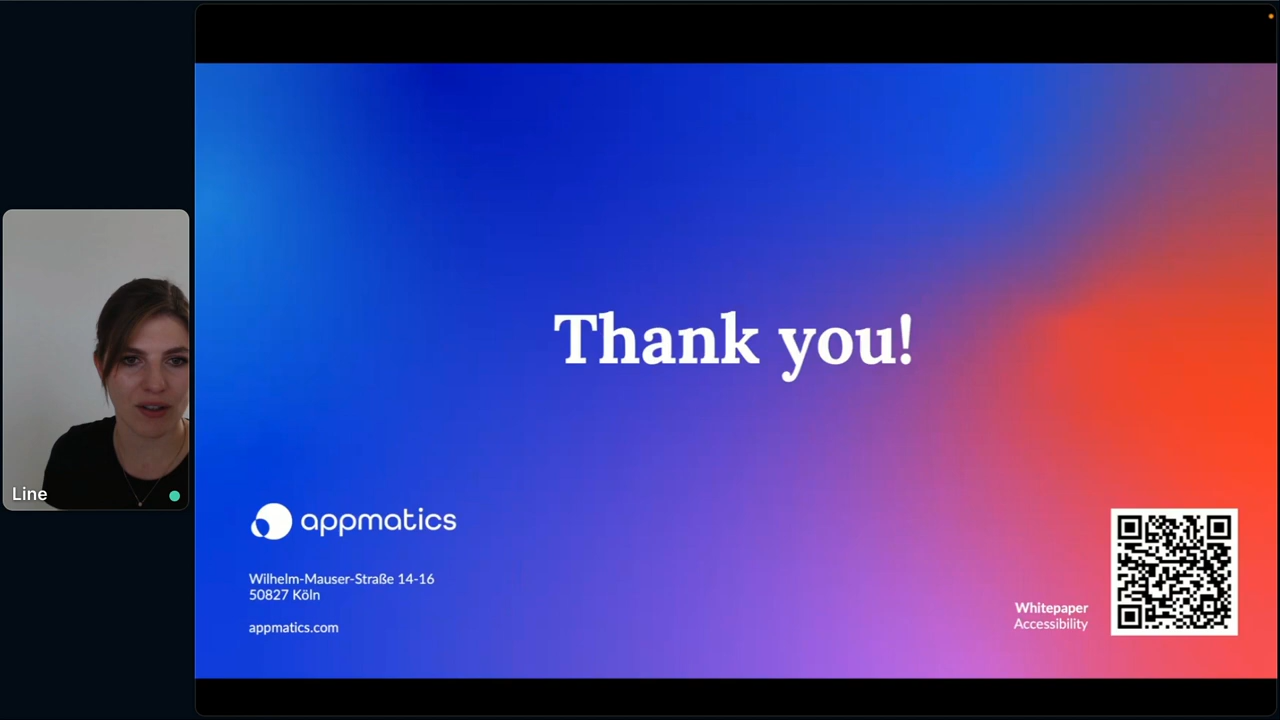 Thank you!
Line
appmatics
Wilhelm-Mauser-Straße 14-16
50827 Köln
appmatics.com
Whitepaper
Accessibility